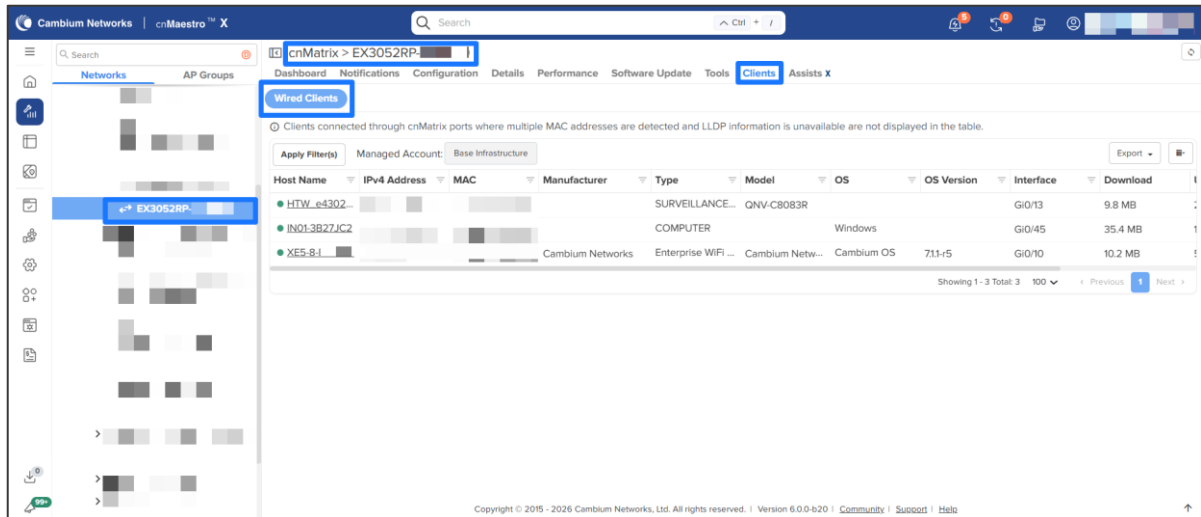 Cambium Networks | cnMaestro™ X
Search
Ctrl + /
5
0
Search
Networks
AP Groups
EX3052RP-
0
99+
cnMatrix > EX3052RP-
Dashboard Notifications Configuration Details Performance Software Update Tools Clients Assists X
Wired Clients
Clients connected through cnMatrix ports where multiple MAC addresses are detected and LLDP information is unavailable are not displayed in the table.
Apply Filter(s) Managed Account: Base Infrastructure Export
Host Name IPv4 Address MAC Manufacturer Type Model OS OS Version Interface Download
HTW_e4302... SURVEILLANCE... QNV-C8083R Gi0/13 9.8 MB
IN01-3B27JC2 COMPUTER Windows Gi0/45 35.4 MB
XE5-8-I Cambium Networks Enterprise WiFi ... Cambium Netw... Cambium OS 7.1.1-r5 Gi0/10 10.2 MB
Showing 1 - 3 Total: 3 100 < Previous 1 Next >
Copyright © 2015 - 2026 Cambium Networks, Ltd. All rights reserved. | Version 6.0.0-b20 | Community | Support | Help